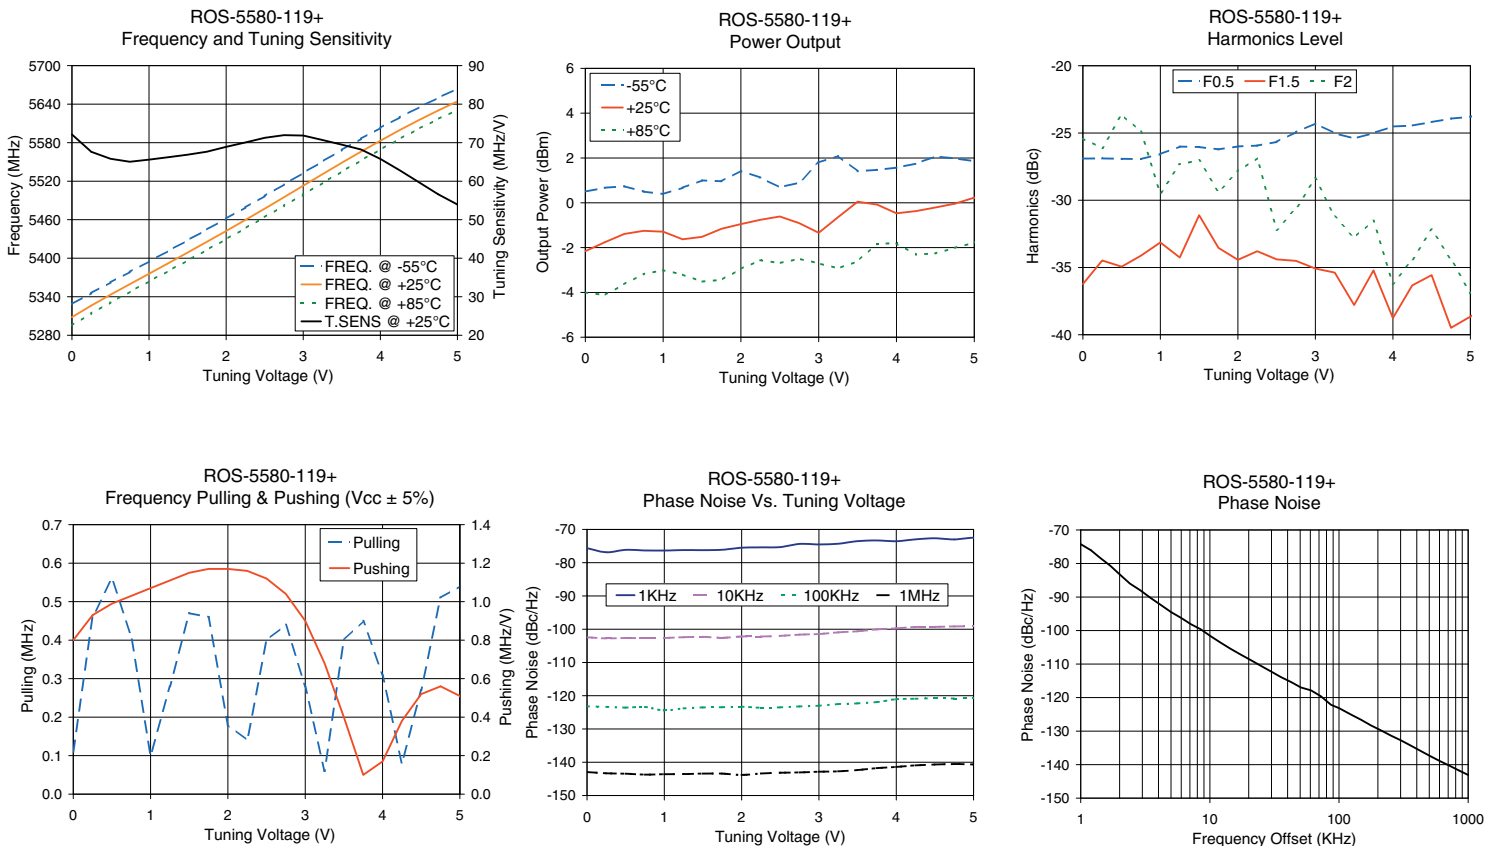 ROS-5580-119+
Frequency and Tuning Sensitivity
5700
5640
5580
5520
5460
5400
5340
5280
90
80
70
60
50
40
30
20
Frequency (MHz)
Tuning Sensitivity (MHz/V)
FREQ. @ -55°C
FREQ. @ +25°C
FREQ. @ +85°C
T.SENS @ +25°C
0 1 2 3 4 5
Tuning Voltage (V)
ROS-5580-119+
Power Output
6
4
2
0
-2
-4
-6
Output Power (dBm)
-55°C
+25°C
+85°C
0 1 2 3 4 5
Tuning Voltage (V)
ROS-5580-119+
Harmonics Level
-20
-25
-30
-35
-40
Harmonics (dBc)
F0.5 F1.5 F2
0 1 2 3 4 5
Tuning Voltage (V)
ROS-5580-119+
Frequency Pulling & Pushing (Vcc ± 5%)
0.7
0.6
0.5
0.4
0.3
0.2
0.1
0.0
1.4
1.2
1.0
0.8
0.6
0.4
0.2
0.0
Pulling (MHz)
Pushing (MHz/V)
Pulling
Pushing
0 1 2 3 4 5
Tuning Voltage (V)
ROS-5580-119+
Phase Noise Vs. Tuning Voltage
-70
-80
-90
-100
-110
-120
-130
-140
-150
Phase Noise (dBc/Hz)
1KHz 10KHz 100KHz 1MHz
0 1 2 3 4 5
Tuning Voltage (V)
ROS-5580-119+
Phase Noise
-70
-80
-90
-100
-110
-120
-130
-140
-150
Phase Noise (dBc/Hz)
1 10 100 1000
Frequency Offset (KHz)